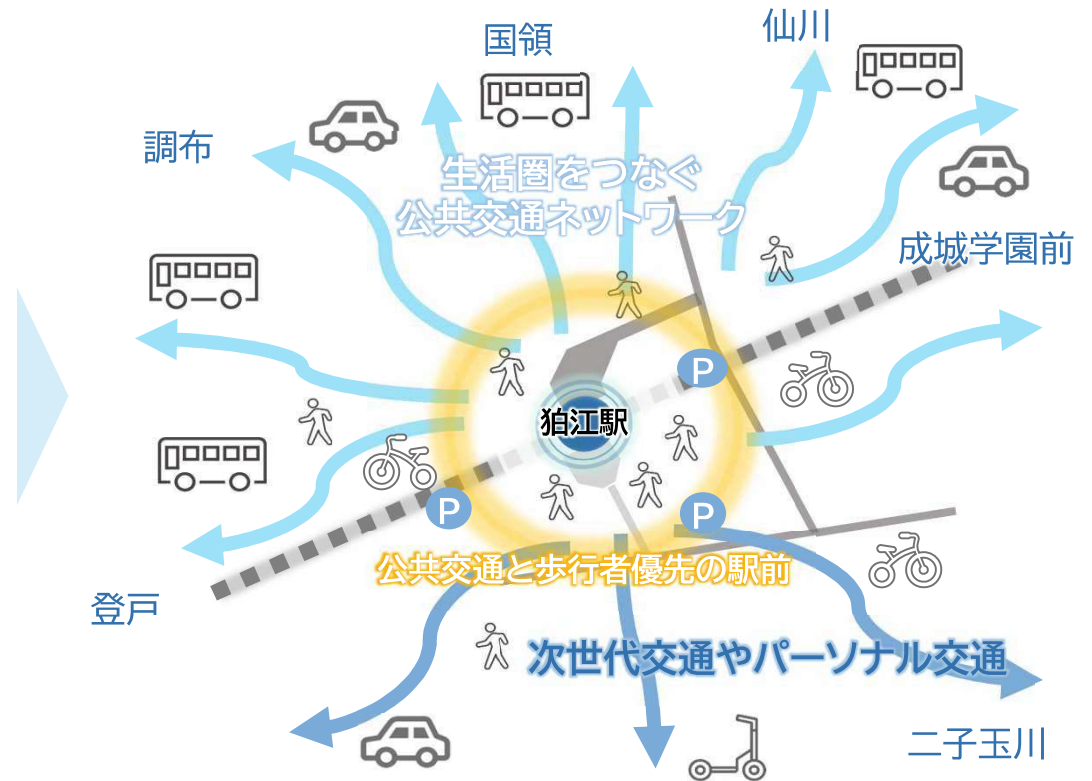 仙川
国領
調布
生活圏をつなぐ
公共交通ネットワーク
成城学園前
P
狛江駅
P
P
公共交通と歩行者優先の駅前
登戸
次世代交通やパーソナル交通
二子玉川